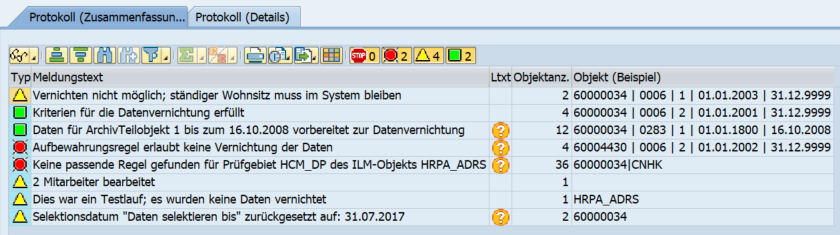 Protokoll (Zusammenfassun... Protokoll (Details)
STOP 0 2 4 2
Typ Meldungstext Ltxt Objektanz. Objekt (Beispiel)
Vernichten nicht möglich; ständiger Wohnsitz muss im System bleiben 2 60000034 | 0006 | 1 | 01.01.2003 | 31.12.9999
Kriterien für die Datenvernichtung erfüllt 4 60000034 | 0006 | 2 | 01.01.2001 | 31.12.9999
Daten für ArchivTeilobjekt 1 bis zum 16.10.2008 vorbereitet zur Datenvernichtung 12 60000034 | 0283 | 1 | 01.01.1800 | 16.10.2008
Aufbewahrungsregel erlaubt keine Vernichtung der Daten 4 60004430 | 0006 | 2 | 01.01.2002 | 31.12.9999
Keine passende Regel gefunden für Prüfgebiet HCM_DP des ILM-Objekts HRPA_ADRS 36 60000034|CNHK
2 Mitarbeiter bearbeitet 1
Dies war ein Testlauf; es wurden keine Daten vernichtet 1 HRPA_ADRS
Selektionsdatum "Daten selektieren bis" zurückgesetzt auf: 31.07.2017 2 60000034